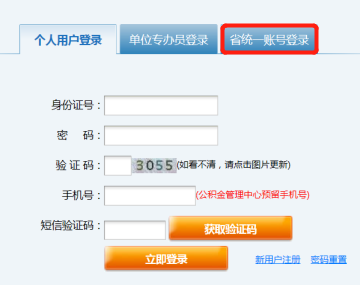 个人用户登录 单位专办员登录 省统一账号登录
身份证号：
密 码：
验 证 码： 3055 (如看不清，请点击图片更新)
手机号： (公积金管理中心预留手机号)
短信验证码： 获取验证码
立即登录 新用户注册 密码重置